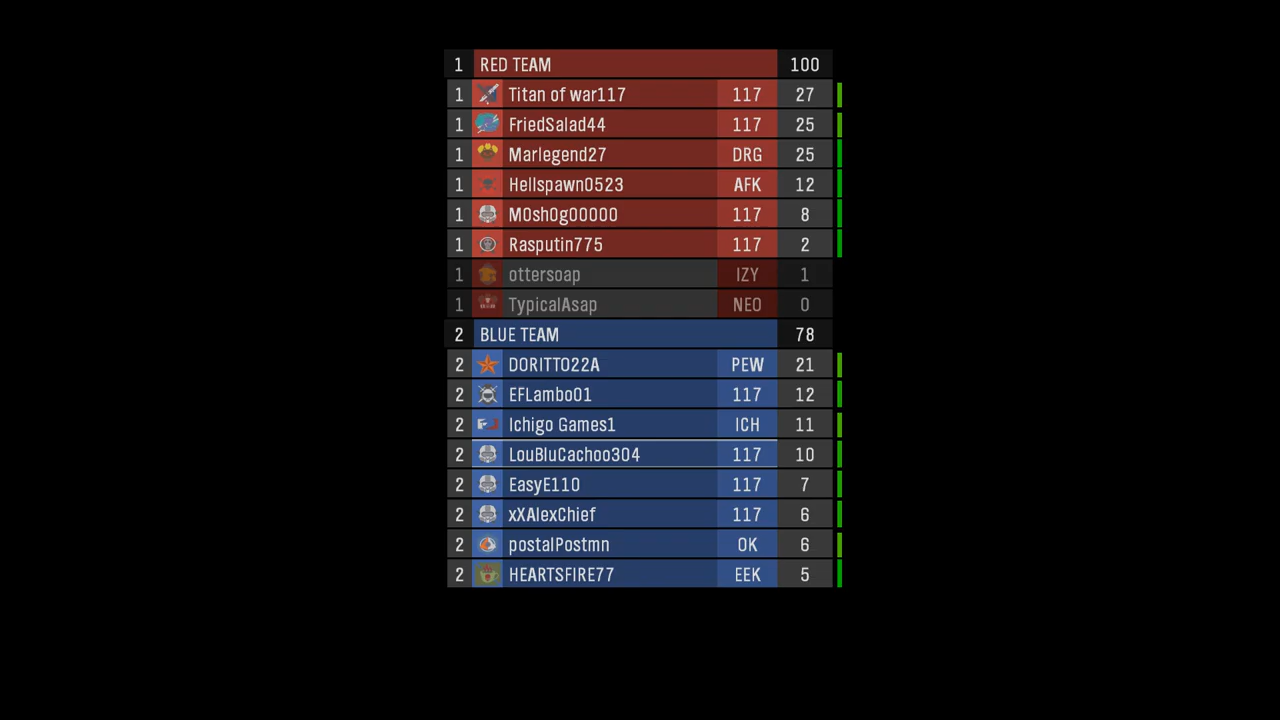 1 RED TEAM 100
1 Titan of war117 117 27
1 FriedSalad44 117 25
1 Marlegend27 DRG 25
1 Hellspawn0523 AFK 12
1 M0sh0g00000 117 8
1 Rasputin775 117 2
1 ottersoap IZY 1
1 TypicalAsap NEO 0
2 BLUE TEAM 78
2 DORITTO22A PEW 21
2 EFLambo01 117 12
2 Ichigo Games1 ICH 11
2 LouBluCachoo304 117 10
2 EasyE110 117 7
2 xXAlexChief 117 6
2 postalPostmn OK 6
2 HEARTSFIRE77 EEK 5